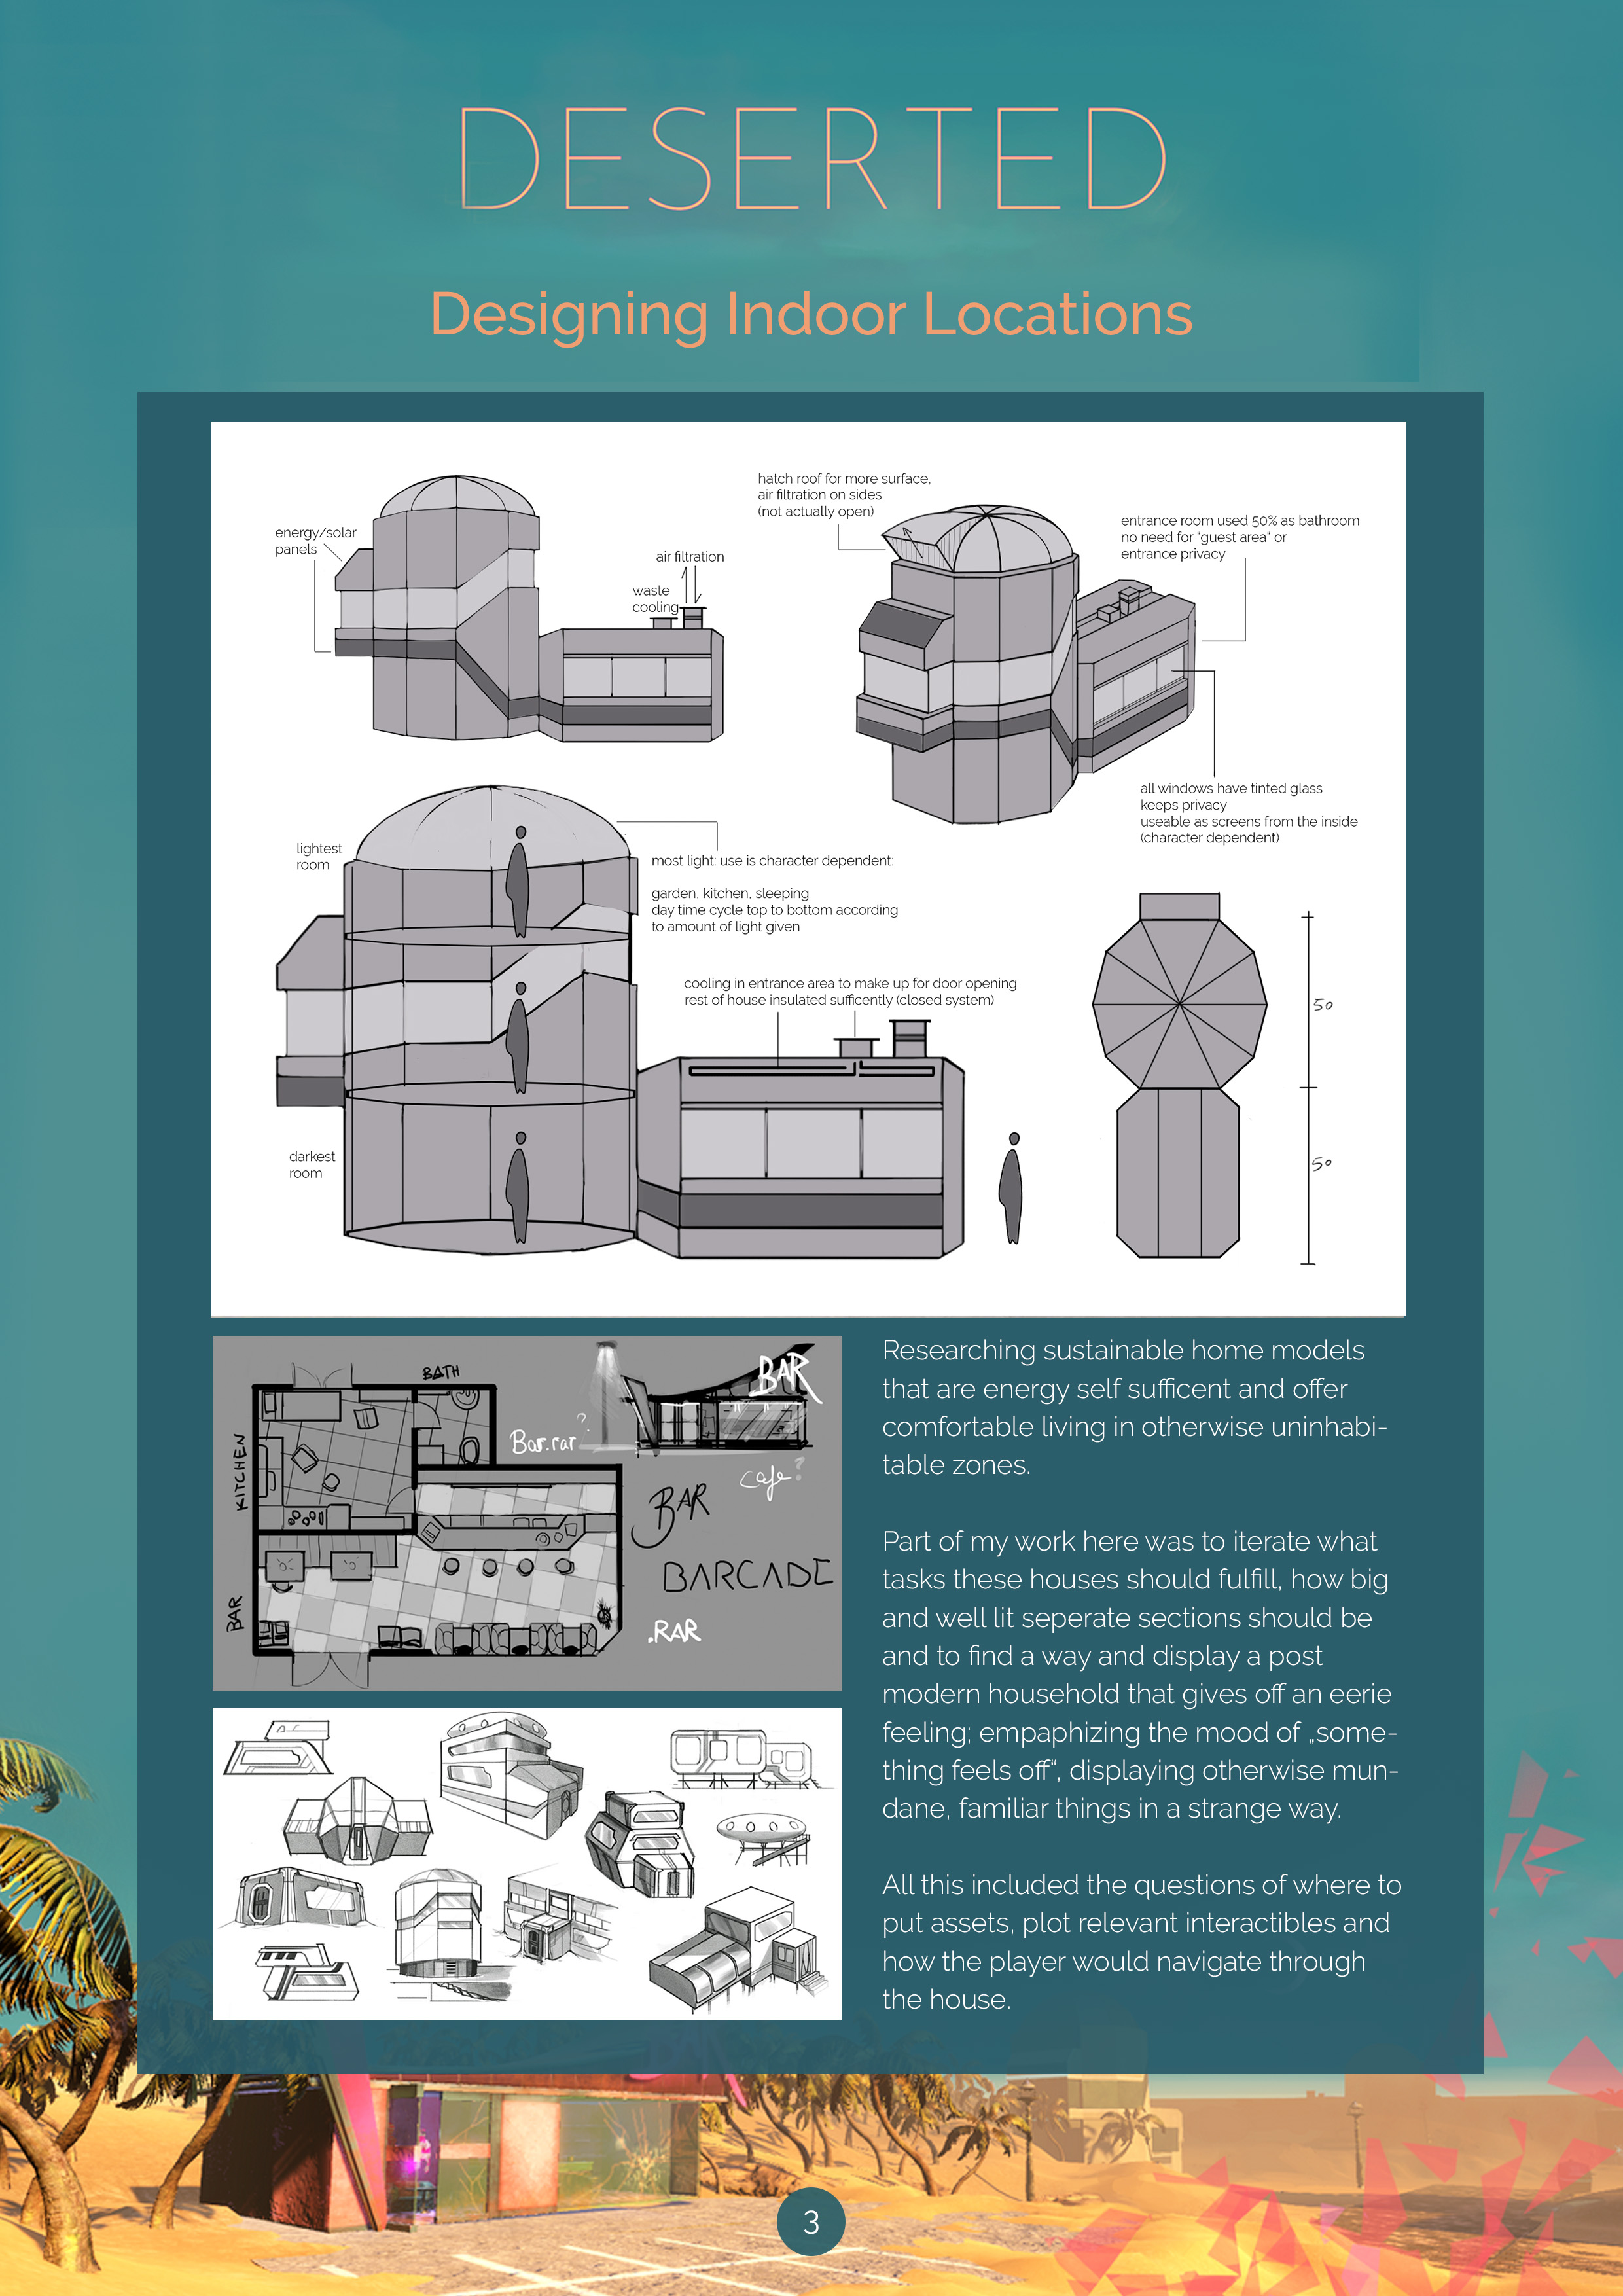 DESERTED
Designing Indoor Locations
energy/solar
panels
air filtration
waste
cooling
hatch roof for more surface,
air filtration on sides
(not actually open)
entrance room used 50% as bathroom
no need for "guest area" or
entrance privacy
all windows have tinted glass
keeps privacy
useable as screens from the inside
(character dependent)
lightest
room
most light: use is character dependent:
garden, kitchen, sleeping
day time cycle top to bottom according
to amount of light given
cooling in entrance area to make up for door opening
rest of house insulated sufficently (closed system)
darkest
room
50
50
BATH
KITCHEN
BAR
Bar.rar ?
BAR
cafe?
BAR
BARCADE
.RAR
Researching sustainable home models
that are energy self sufficent and offer
comfortable living in otherwise uninhabi-
table zones.
Part of my work here was to iterate what
tasks these houses should fulfill, how big
and well lit seperate sections should be
and to find a way and display a post
modern household that gives off an eerie
feeling; empaphizing the mood of „some-
thing feels off“, displaying otherwise mun-
dane, familiar things in a strange way.
All this included the questions of where to
put assets, plot relevant interactibles and
how the player would navigate through
the house.
3